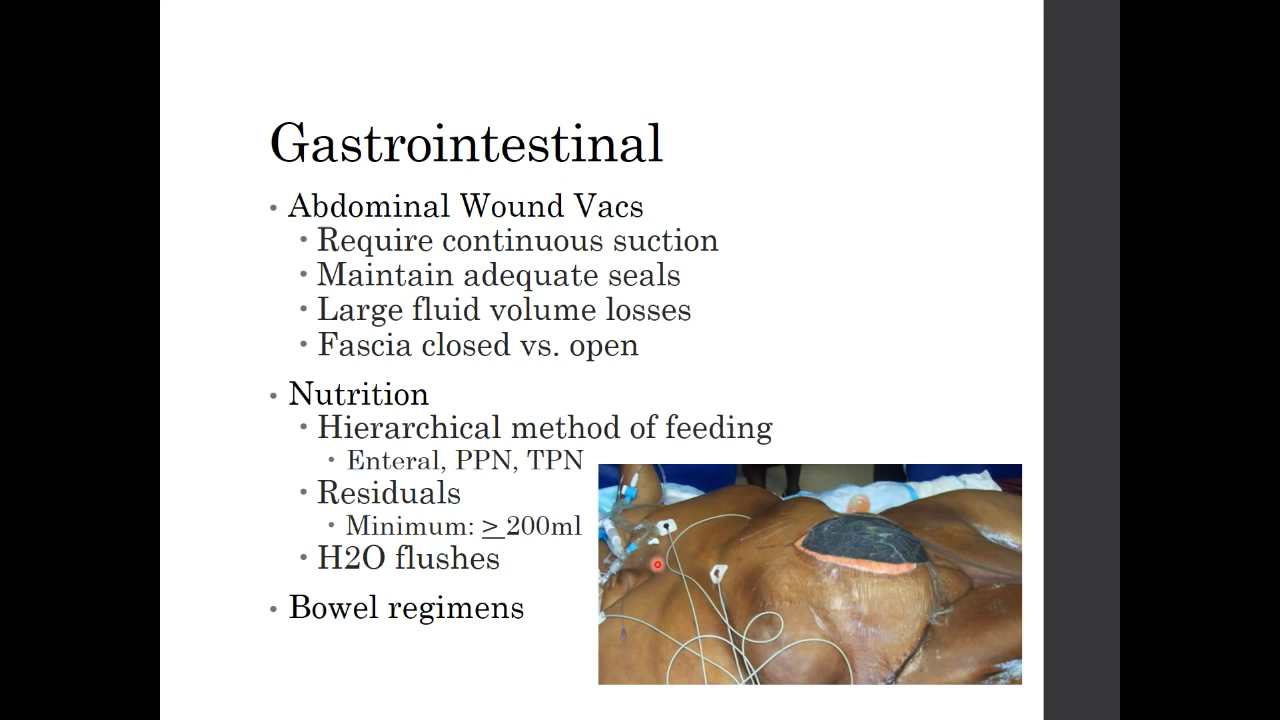 Gastrointestinal
• Abdominal Wound Vacs
• Require continuous suction
• Maintain adequate seals
• Large fluid volume losses
• Fascia closed vs. open
• Nutrition
• Hierarchical method of feeding
• Enteral, PPN, TPN
• Residuals
• Minimum: ≥ 200ml
• H2O flushes
• Bowel regimens